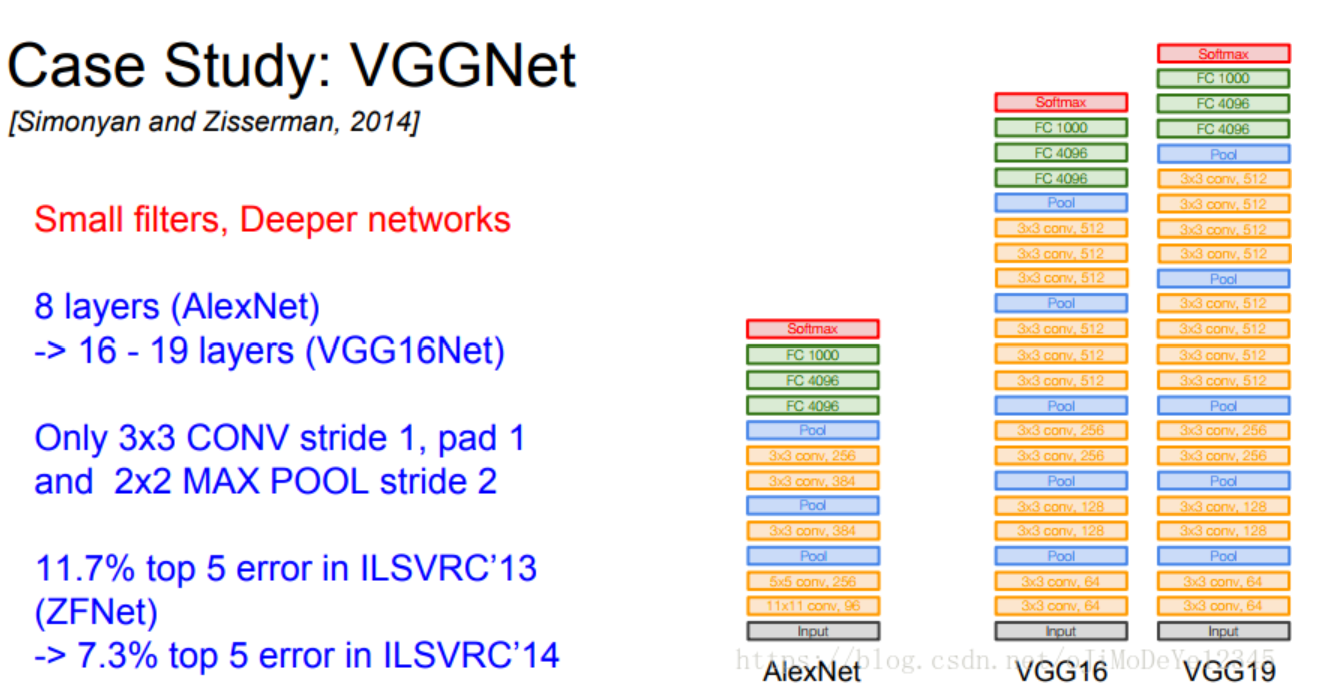 Case Study: VGGNet
[Simonyan and Zisserman, 2014]
Small filters, Deeper networks
8 layers (AlexNet)
-> 16 - 19 layers (VGG16Net)
Only 3x3 CONV stride 1, pad 1
and 2x2 MAX POOL stride 2
11.7% top 5 error in ILSVRC’13
(ZFNet)
-> 7.3% top 5 error in ILSVRC’14
Softmax
FC 1000
FC 4096
FC 4096
Pool
3x3 conv, 256
3x3 conv, 384
Pool
3x3 conv, 384
Pool
5x5 conv, 256
11x11 conv, 96
Input
AlexNet
Softmax
FC 1000
FC 4096
FC 4096
Pool
3x3 conv, 512
3x3 conv, 512
3x3 conv, 512
Pool
3x3 conv, 512
3x3 conv, 512
3x3 conv, 512
Pool
3x3 conv, 256
3x3 conv, 256
Pool
3x3 conv, 128
3x3 conv, 128
Pool
3x3 conv, 64
3x3 conv, 64
Input
VGG16
Softmax
FC 1000
FC 4096
FC 4096
Pool
3x3 conv, 512
3x3 conv, 512
3x3 conv, 512
3x3 conv, 512
Pool
3x3 conv, 512
3x3 conv, 512
3x3 conv, 512
3x3 conv, 512
Pool
3x3 conv, 256
3x3 conv, 256
Pool
3x3 conv, 128
3x3 conv, 128
Pool
3x3 conv, 64
3x3 conv, 64
Input
VGG19
https://blog.csdn.net/oJiMoDeYe12345